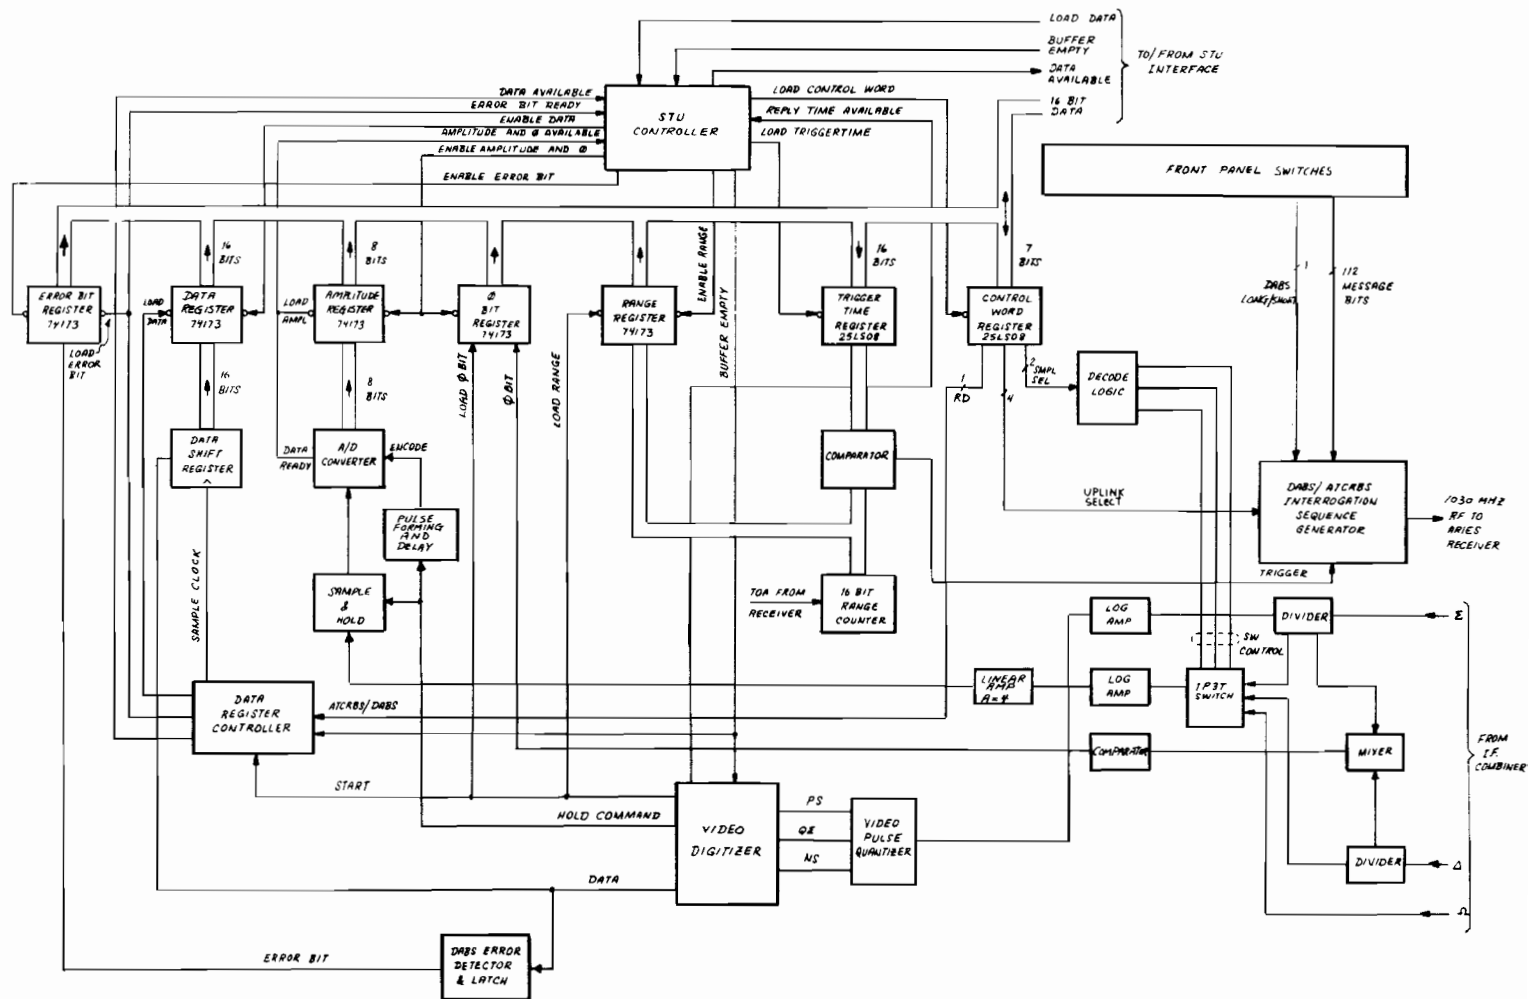 LOAD DATA
BUFFER
EMPTY
DATA
AVAILABLE
16 BIT
DATA
TO/FROM STU
INTERFACE
DATA AVAILABLE
ERROR BIT READY
ENABLE DATA
AMPLITUDE AND Ø AVAILABLE
ENABLE AMPLITUDE AND Ø
ENABLE ERROR BIT
STU
CONTROLLER
LOAD CONTROL WORD
REPLY TIME AVAILABLE
LOAD TRIGGERTIME
FRONT PANEL SWITCHES
16
BITS
8
BITS
ENABLE RANGE
16
BITS
7
BITS
1
DABS
LONG/SHORT
112
MESSAGE
BITS
ERROR BIT
REGISTER
74173
LOAD
ERROR
BIT
LOAD
DATA
DATA
REGISTER
74173
LOAD
AMPL
AMPLITUDE
REGISTER
74173
Ø
BIT
REGISTER
74173
RANGE
REGISTER
74173
TRIGGER
TIME
REGISTER
25LS08
CONTROL
WORD
REGISTER
25LS08
BUFFER EMPTY
16
BITS
8
BITS
LOAD Ø BIT
Ø BIT
LOAD RANGE
1
RD
4
2
SMPL
SEL
DECODE
LOGIC
DATA
SHIFT
REGISTER
DATA
READY
A/D
CONVERTER
ENCODE
COMPARATOR
UPLINK
SELECT
DABS/ATCRBS
INTERROGATION
SEQUENCE
GENERATOR
1030 MHZ
RF TO
ARIES
RECEIVER
PULSE
FORMING
AND
DELAY
SAMPLE CLOCK
SAMPLE
&
HOLD
TOA FROM
RECEIVER
16 BIT
RANGE
COUNTER
TRIGGER
LOG
AMP
DIVIDER
Σ
SW
CONTROL
DATA
REGISTER
CONTROLLER
ATCRBS/DABS
LINEAR
AMP
A=4
LOG
AMP
1P3T
SWITCH
COMPARATOR
MIXER
FROM
I.F.
COMBINER
START
HOLD COMMAND
VIDEO
DIGITIZER
PS
QΣ
NS
VIDEO
PULSE
QUANTIZER
DIVIDER
Δ
Ω
DATA
ERROR BIT
DABS ERROR
DETECTOR
& LATCH